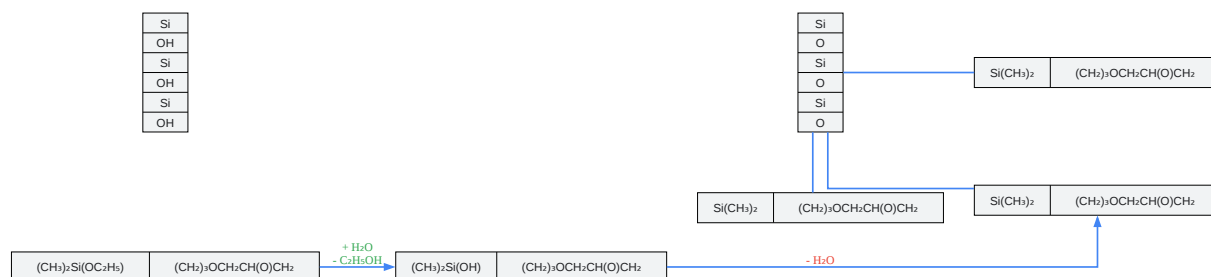 Si
OH
Si
OH
Si
OH
Si
O
Si
O
Si
O
Si(CH₃)₂ (CH₂)₃OCH₂CH(O)CH₂
Si(CH₃)₂ (CH₂)₃OCH₂CH(O)CH₂
Si(CH₃)₂ (CH₂)₃OCH₂CH(O)CH₂
(CH₃)₂Si(OC₂H₅) (CH₂)₃OCH₂CH(O)CH₂
+ H₂O
- C₂H₅OH
(CH₃)₂Si(OH) (CH₂)₃OCH₂CH(O)CH₂
- H₂O